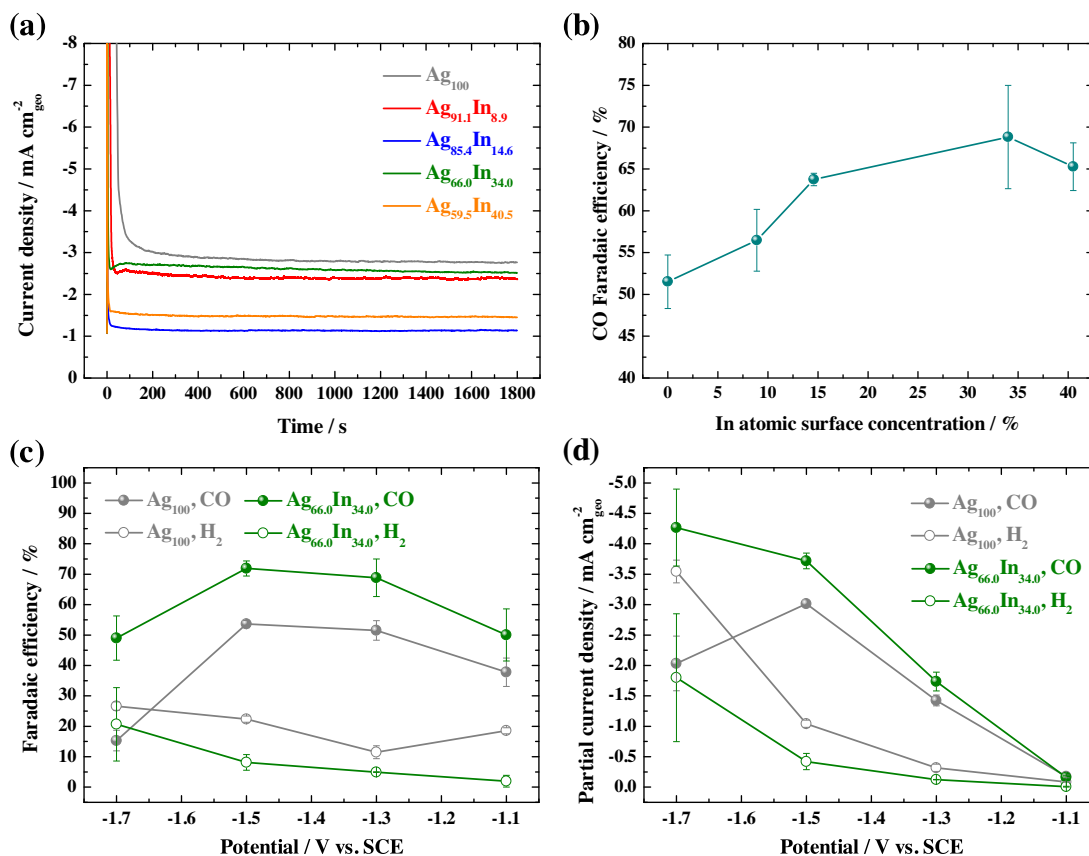 (a)
Current density / mA cm⁻²geo
-8
-7
-6
-5
-4
-3
-2
-1
0
Ag₁₀₀
Ag₉₁.₁In₈.₉
Ag₈₅.₄In₁₄.₆
Ag₆₆.₀In₃₄.₀
Ag₅₉.₅In₄₀.₅
0 200 400 600 800 1000 1200 1400 1600 1800
Time / s
(b)
CO Faradaic efficiency / %
80
75
70
65
60
55
50
45
40
0 5 10 15 20 25 30 35 40
In atomic surface concentration / %
(c)
Faradaic efficiency / %
100
90
80
70
60
50
40
30
20
10
0
Ag₁₀₀, CO
Ag₁₀₀, H₂
Ag₆₆.₀In₃₄.₀, CO
Ag₆₆.₀In₃₄.₀, H₂
-1.7 -1.6 -1.5 -1.4 -1.3 -1.2 -1.1
Potential / V vs. SCE
(d)
Partial current density / mA cm⁻²geo
-5.0
-4.5
-4.0
-3.5
-3.0
-2.5
-2.0
-1.5
-1.0
-0.5
0.0
Ag₁₀₀, CO
Ag₁₀₀, H₂
Ag₆₆.₀In₃₄.₀, CO
Ag₆₆.₀In₃₄.₀, H₂
-1.7 -1.6 -1.5 -1.4 -1.3 -1.2 -1.1
Potential / V vs. SCE